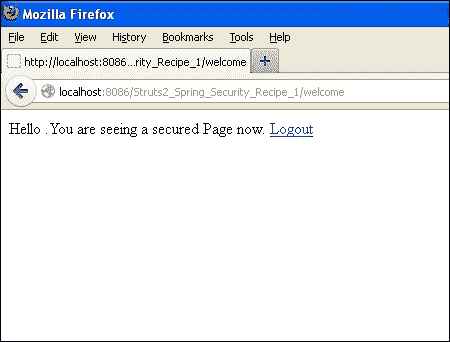 Mozilla Firefox
File Edit View History Bookmarks Tools Help
http://localhost:8086...rity_Recipe_1/welcome
localhost:8086/Struts2_Spring_Security_Recipe_1/welcome
Hello . You are seeing a secured Page now. Logout